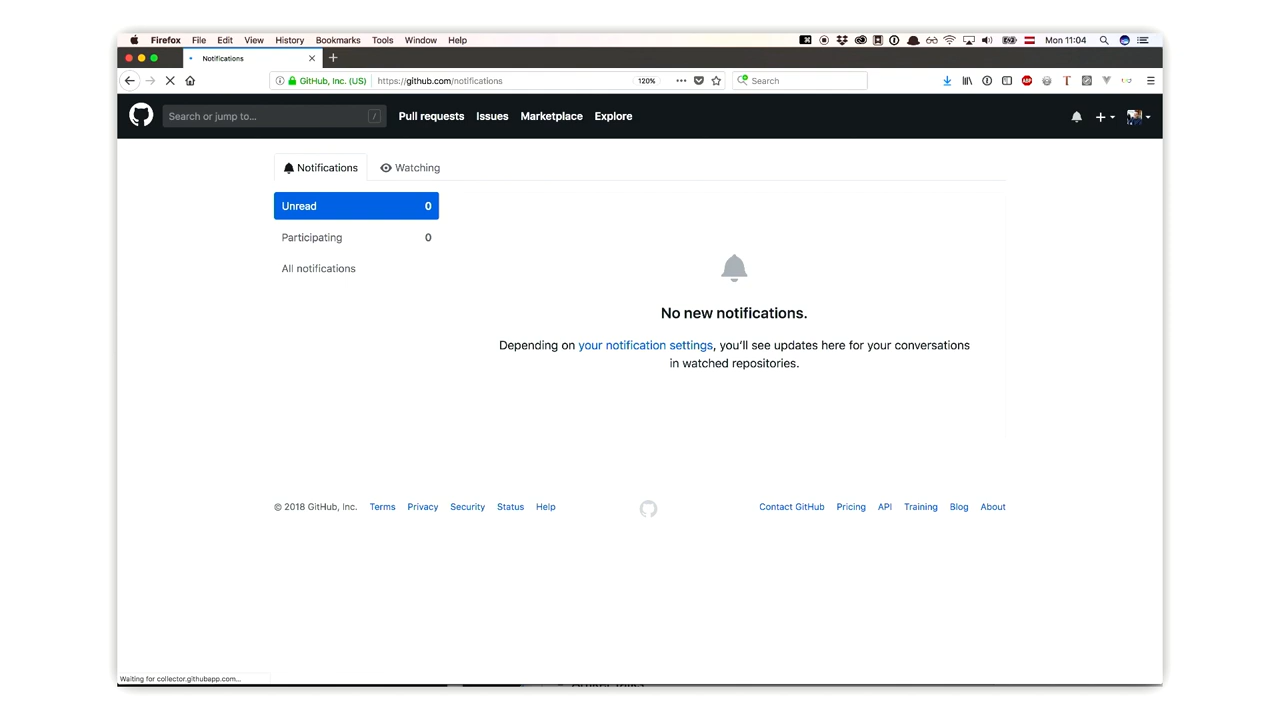 Firefox File Edit View History Bookmarks Tools Window Help Mon 11:04
Notifications
GitHub, Inc. (US) https://github.com/notifications 120% Search
Search or jump to... / Pull requests Issues Marketplace Explore
Notifications Watching
Unread 0
Participating 0
All notifications
No new notifications.
Depending on your notification settings, you’ll see updates here for your conversations
in watched repositories.
© 2018 GitHub, Inc. Terms Privacy Security Status Help Contact GitHub Pricing API Training Blog About
Waiting for collector.githubapp.com...